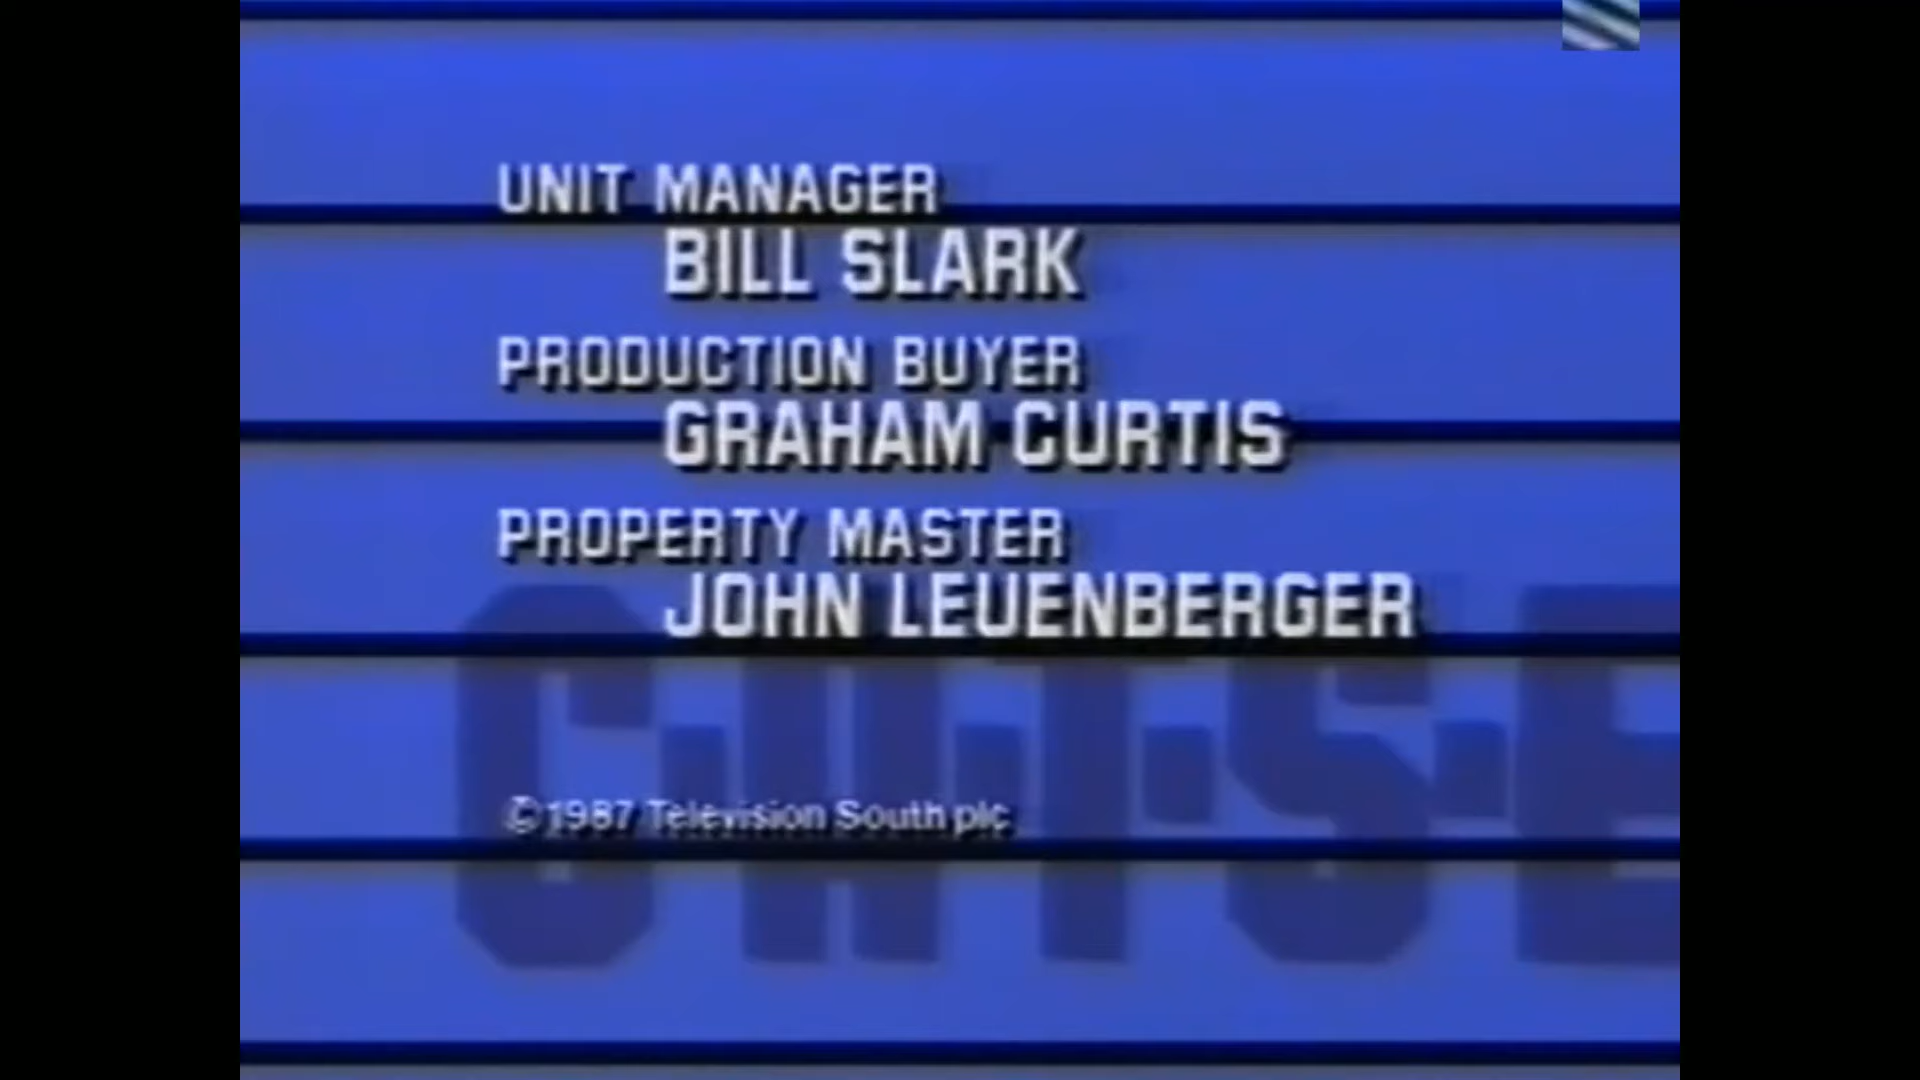 UNIT MANAGER
BILL SLARK
PRODUCTION BUYER
GRAHAM CURTIS
PROPERTY MASTER
JOHN LEUENBERGER
©1987 Television South plc
C·A·T·S·E